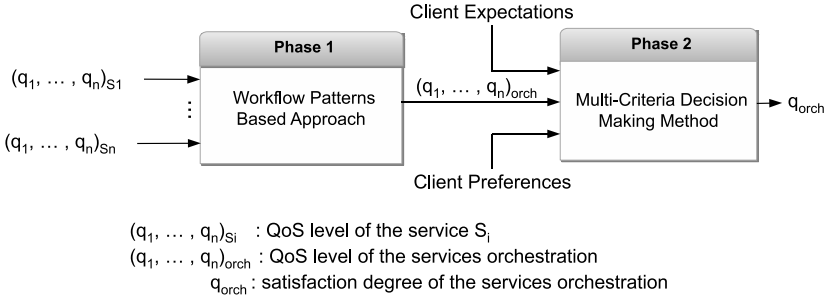 Client Expectations
Phase 1
Phase 2
(q1, … , qn)S1
⋮
(q1, … , qn)Sn
Workflow Patterns
Based Approach
(q1, … , qn)orch
Multi-Criteria Decision
Making Method
qorch
Client Preferences
(q1, … , qn)Si : QoS level of the service Si
(q1, … , qn)orch : QoS level of the services orchestration
qorch : satisfaction degree of the services orchestration